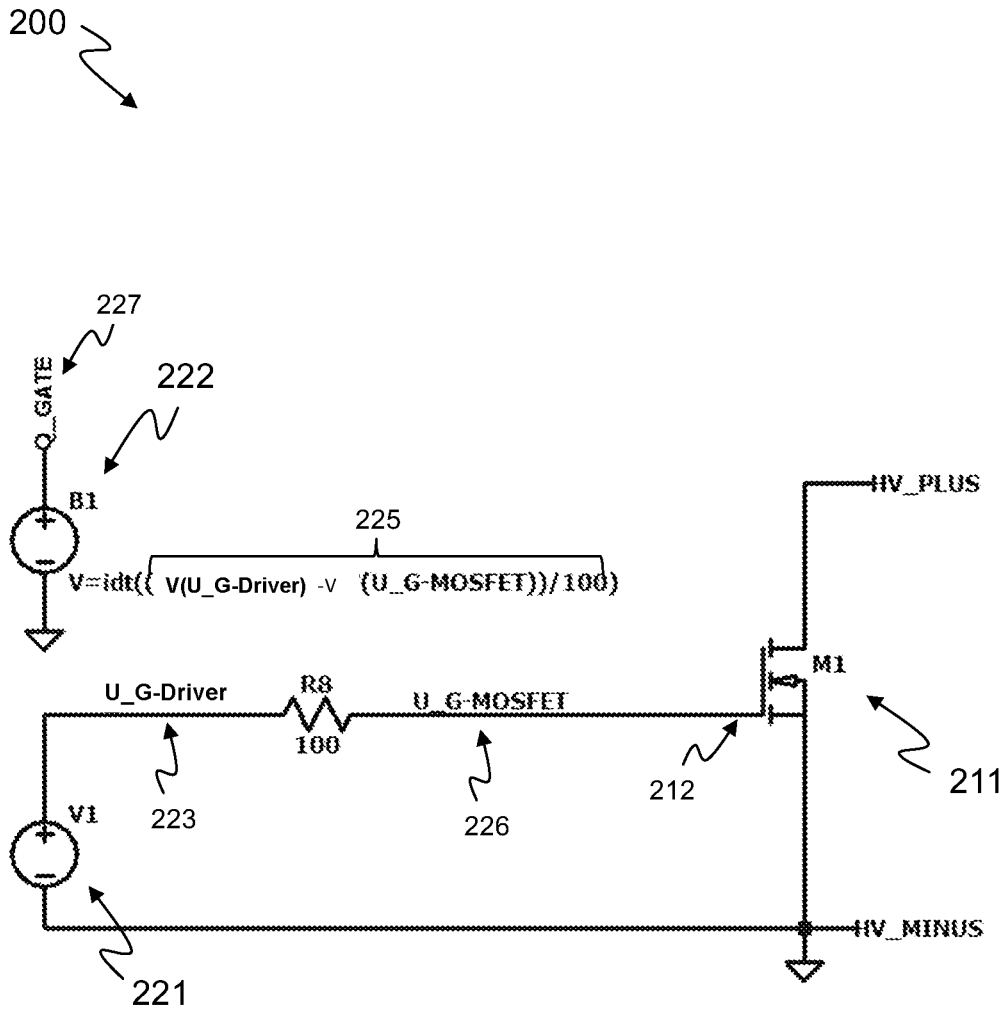 200
227
Q_GATE
222
B1
HV_PLUS
225
V=idt((V(U_G-Driver) -V (U_G-MOSFET))/100)
M1
U_G-Driver
R8
U_G-MOSFET
100
212
211
V1
223
226
HV_MINUS
221